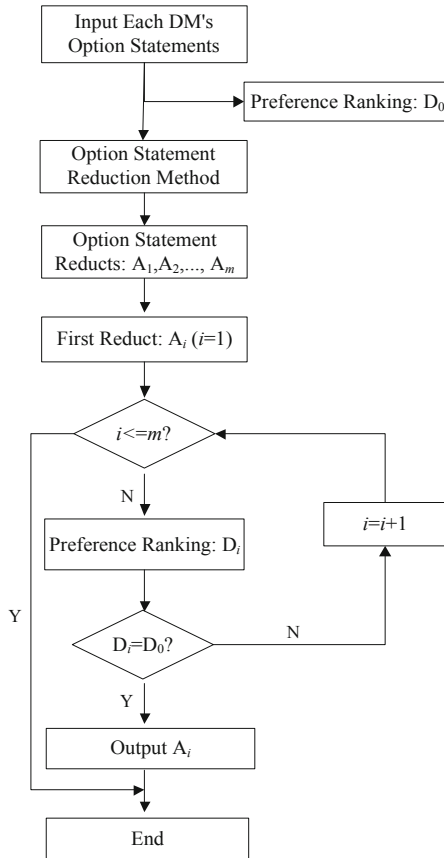 Input Each DM's
Option Statements
Preference Ranking: D₀
Option Statement
Reduction Method
Option Statement
Reducts: A₁,A₂,..., Aₘ
First Reduct: Aᵢ (i=1)
i<=m?
N
i=i+1
Preference Ranking: Dᵢ
Y
Dᵢ=D₀?
N
Y
Output Aᵢ
End